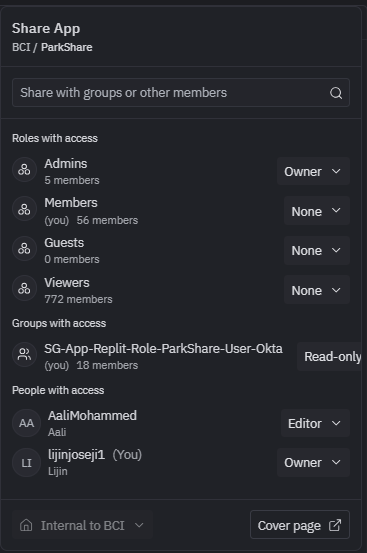 Share App
BCI / ParkShare
Share with groups or other members
Roles with access
Admins
5 members
Owner
Members
(you) 56 members
None
Guests
0 members
None
Viewers
772 members
None
Groups with access
SG-App-Replit-Role-ParkShare-User-Okta
(you) 18 members
Read-only
People with access
AA
AaliMohammed
Aali
Editor
LI
lijinjoseji1 (You)
Lijin
Owner
Internal to BCI
Cover page